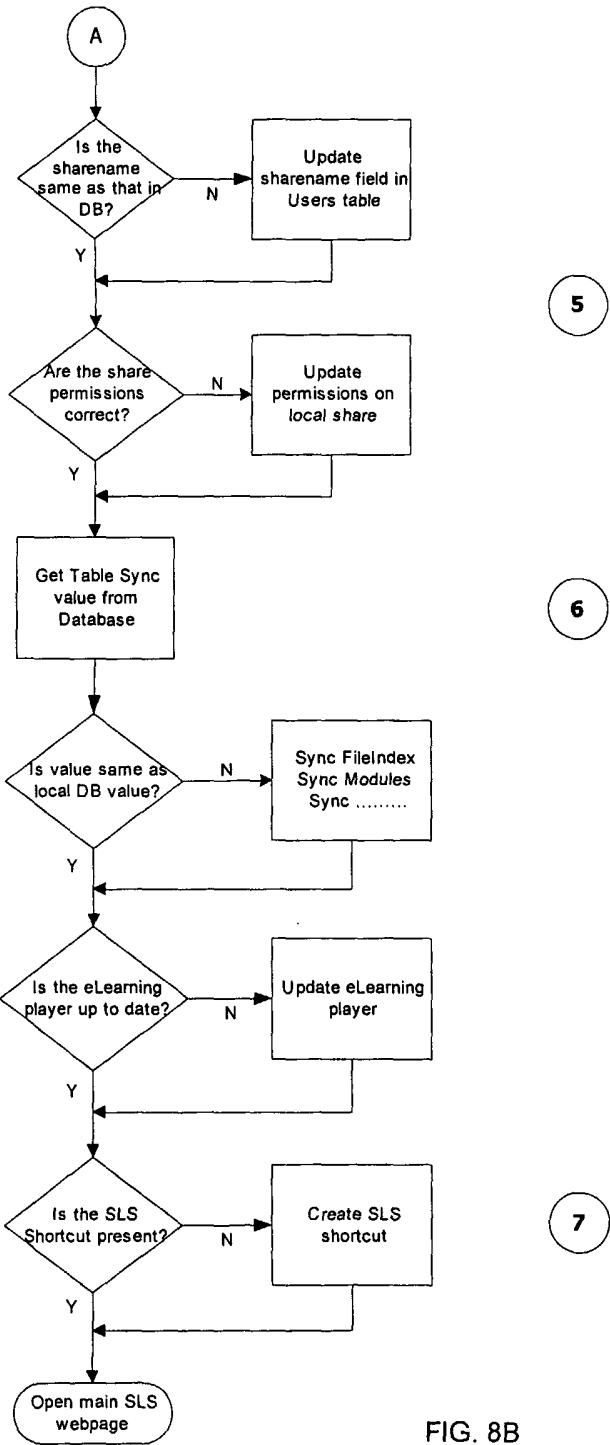 A
Is the
sharename
same as that in
DB?
N
Update
sharename field in
Users table
Y
5
Are the share
permissions
correct?
N
Update
permissions on
local share
Y
Get Table Sync
value from
Database
6
Is value same as
local DB value?
N
Sync FileIndex
Sync Modules
Sync .........
Y
Is the eLearning
player up to date?
N
Update eLearning
player
Y
Is the SLS
Shortcut present?
N
Create SLS
shortcut
7
Y
Open main SLS
webpage
FIG. 8B